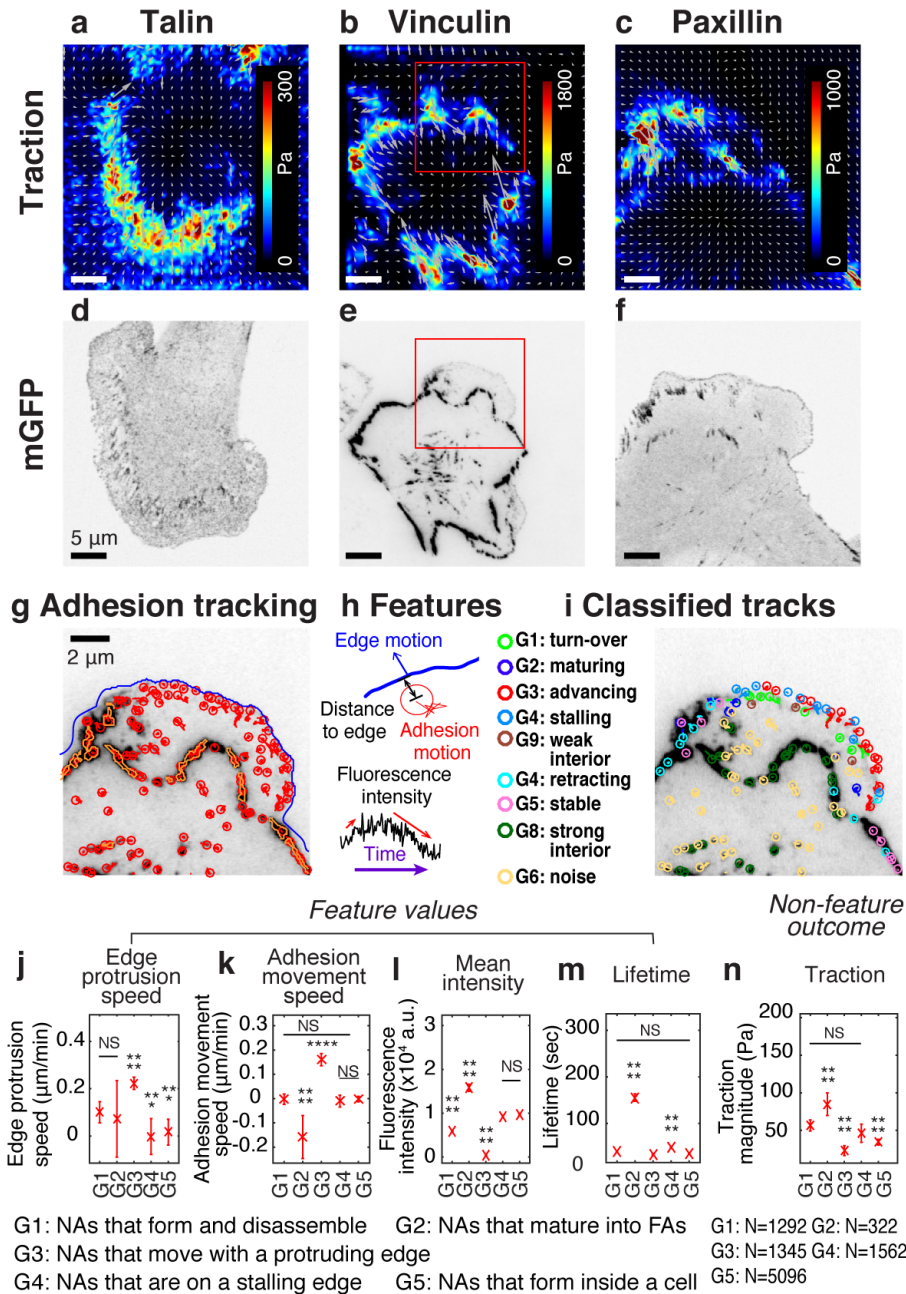 a Talin
b Vinculin
c Paxillin
Traction
300
Pa
0
1800
Pa
0
1000
Pa
0
d
e
f
mGFP
5 µm
g Adhesion tracking
h Features
i Classified tracks
2 µm
Edge motion
Distance
to edge
Adhesion
motion
Fluorescence
intensity
Time
G1: turn-over
G2: maturing
G3: advancing
G4: stalling
G9: weak
interior
G4: retracting
G5: stable
G8: strong
interior
G6: noise
Feature values
Non-feature
outcome
j
Edge
protrusion
speed
Edge protrusion
speed (µm/min)
0.4
0.2
0
NS
**
**
**
*
**
*
G1
G2
G3
G4
G5
k
Adhesion
movement
speed
Adhesion movement
speed (µm/min)
0.3
0.2
0.1
0
-0.1
-0.2
NS
****
NS
**
**
G1
G2
G3
G4
G5
l
Mean
intensity
Fluorescence
intensity (x10⁴ a.u.)
3
2
1
0
**
**
**
**
**
**
NS
G1
G2
G3
G4
G5
m
Lifetime
Lifetime (sec)
300
200
100
0
NS
**
**
**
**
G1
G2
G3
G4
G5
n
Traction
Traction
magnitude (Pa)
200
150
100
50
NS
**
**
**
**
**
**
G1
G2
G3
G4
G5
G1: NAs that form and disassemble
G2: NAs that mature into FAs
G3: NAs that move with a protruding edge
G4: NAs that are on a stalling edge
G5: NAs that form inside a cell
G1: N=1292 G2: N=322
G3: N=1345 G4: N=1562
G5: N=5096